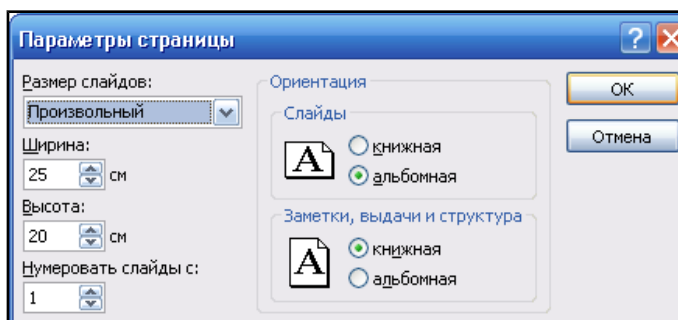 Параметры страницы
Размер слайдов:
Произвольный
Ширина:
25 см
Высота:
20 см
Нумеровать слайды с:
1
Ориентация
Слайды
A
книжная
альбомная
Заметки, выдачи и структура
A
книжная
альбомная
ОК
Отмена